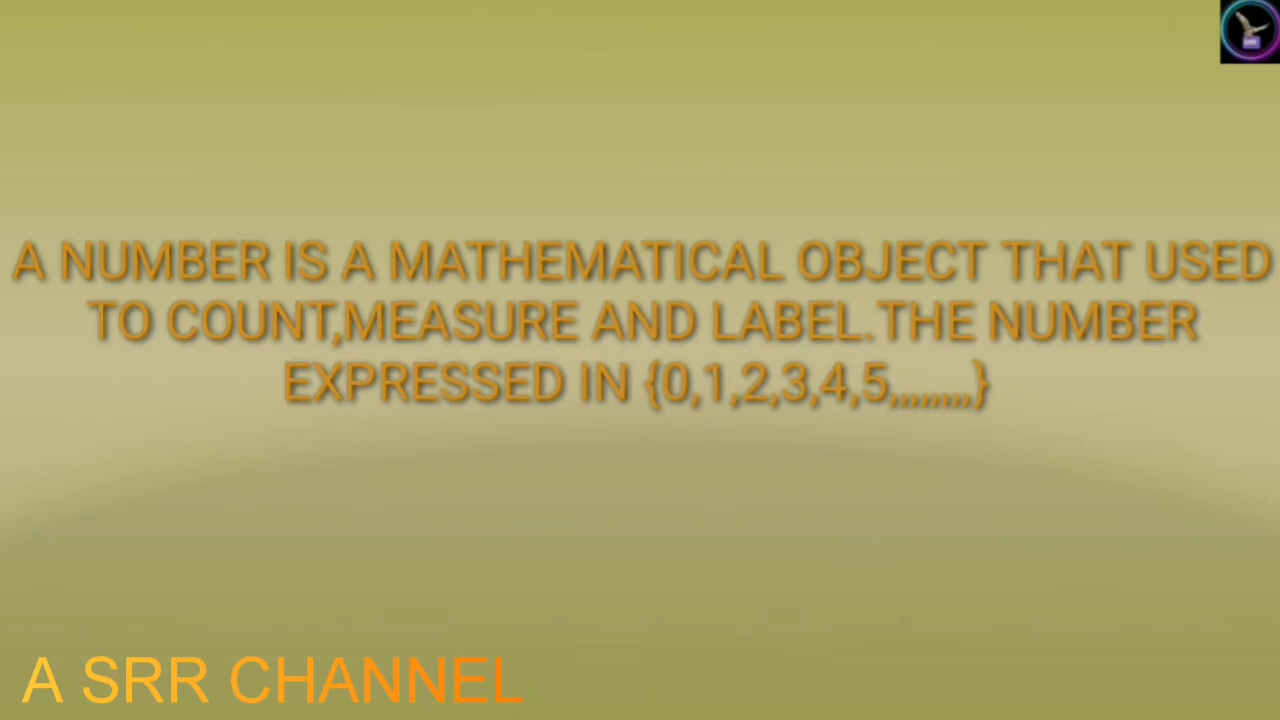 A NUMBER IS A MATHEMATICAL OBJECT THAT USED
TO COUNT,MEASURE AND LABEL.THE NUMBER
EXPRESSED IN {0,1,2,3,4,5,,,,,,,,}
A SRR CHANNEL